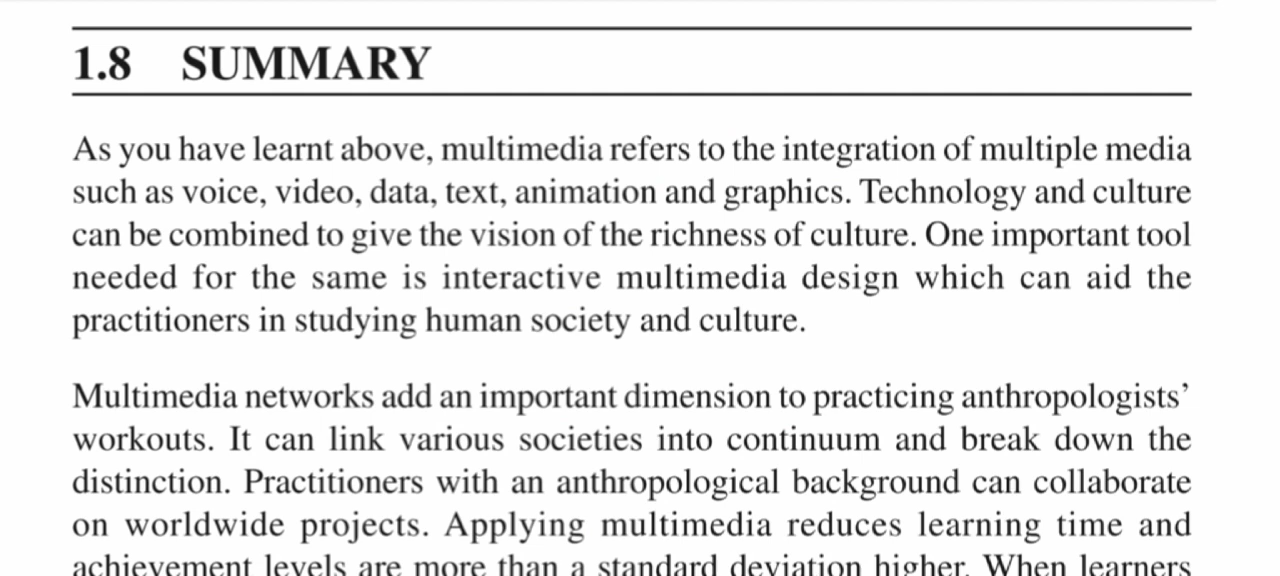 1.8 SUMMARY
As you have learnt above, multimedia refers to the integration of multiple media
such as voice, video, data, text, animation and graphics. Technology and culture
can be combined to give the vision of the richness of culture. One important tool
needed for the same is interactive multimedia design which can aid the
practitioners in studying human society and culture.
Multimedia networks add an important dimension to practicing anthropologists’
workouts. It can link various societies into continuum and break down the
distinction. Practitioners with an anthropological background can collaborate
on worldwide projects. Applying multimedia reduces learning time and
achievement levels are more than a standard deviation higher. When learners